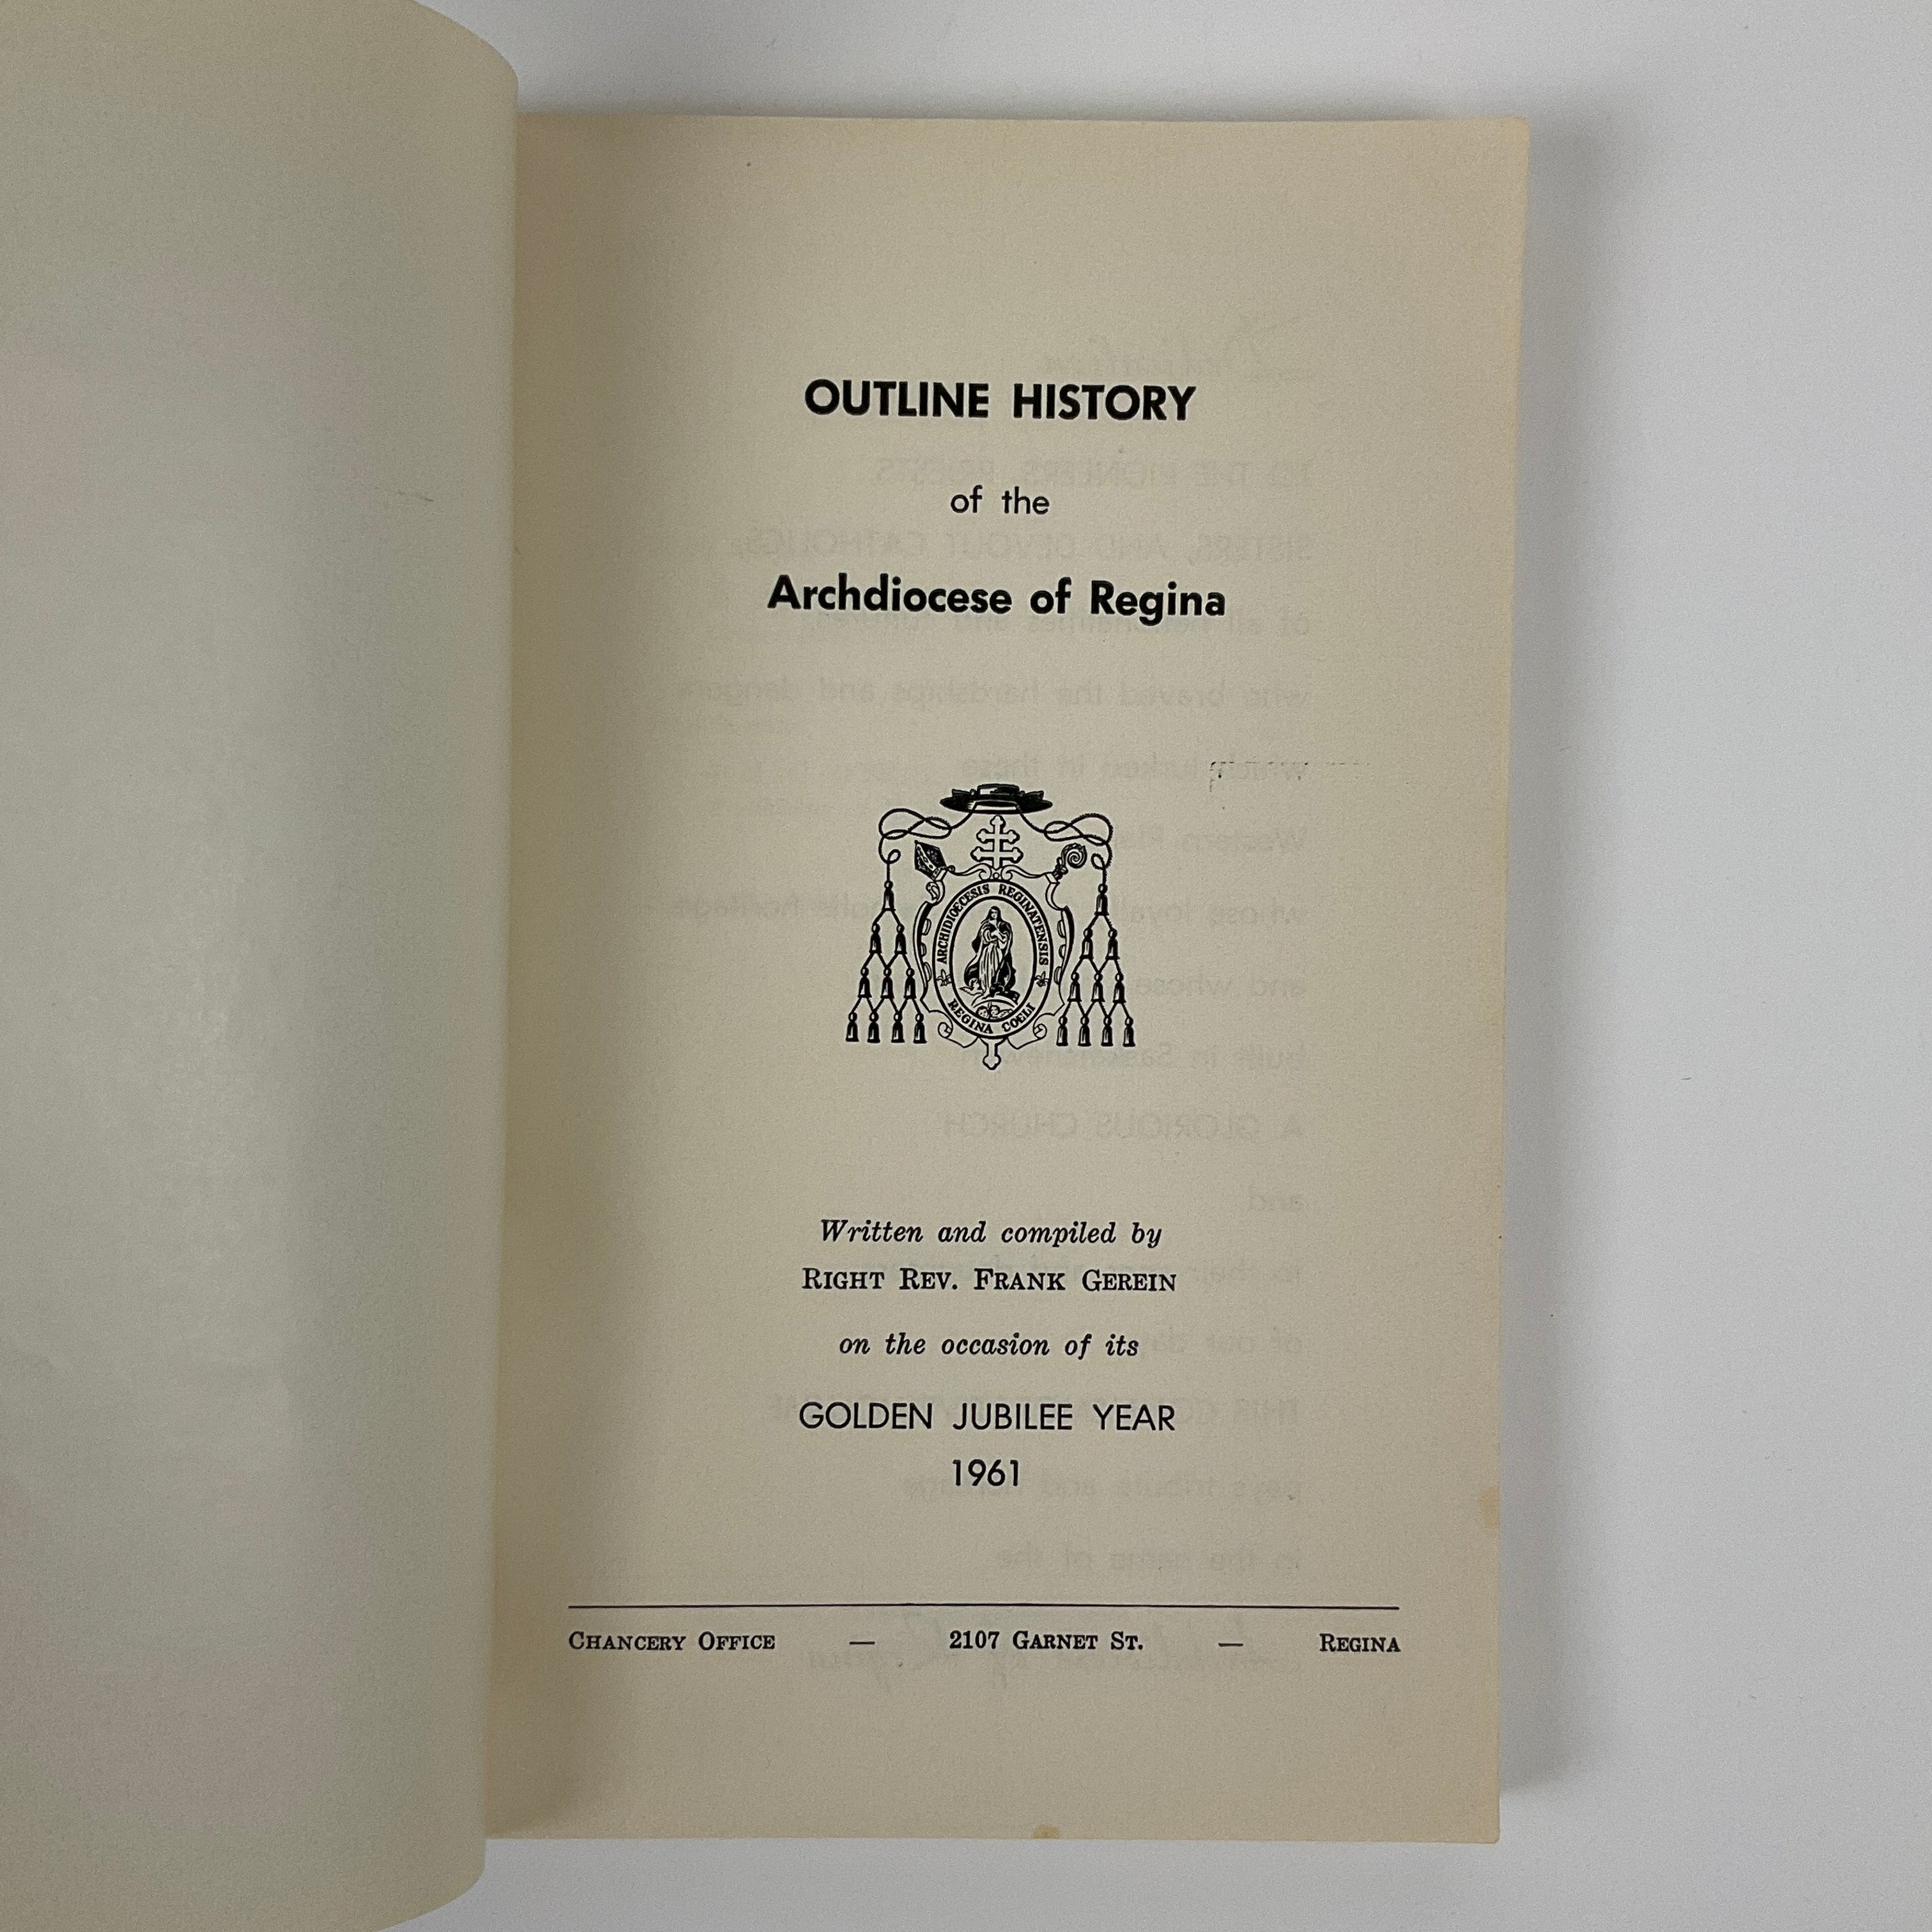 OUTLINE HISTORY
of the
Archdiocese of Regina
ARCHIDIOECESIS REGINATENSIS
REGINA COELI
Written and compiled by
RIGHT REV. FRANK GEREIN
on the occasion of its
GOLDEN JUBILEE YEAR
1961
CHANCERY OFFICE — 2107 GARNET ST. — REGINA